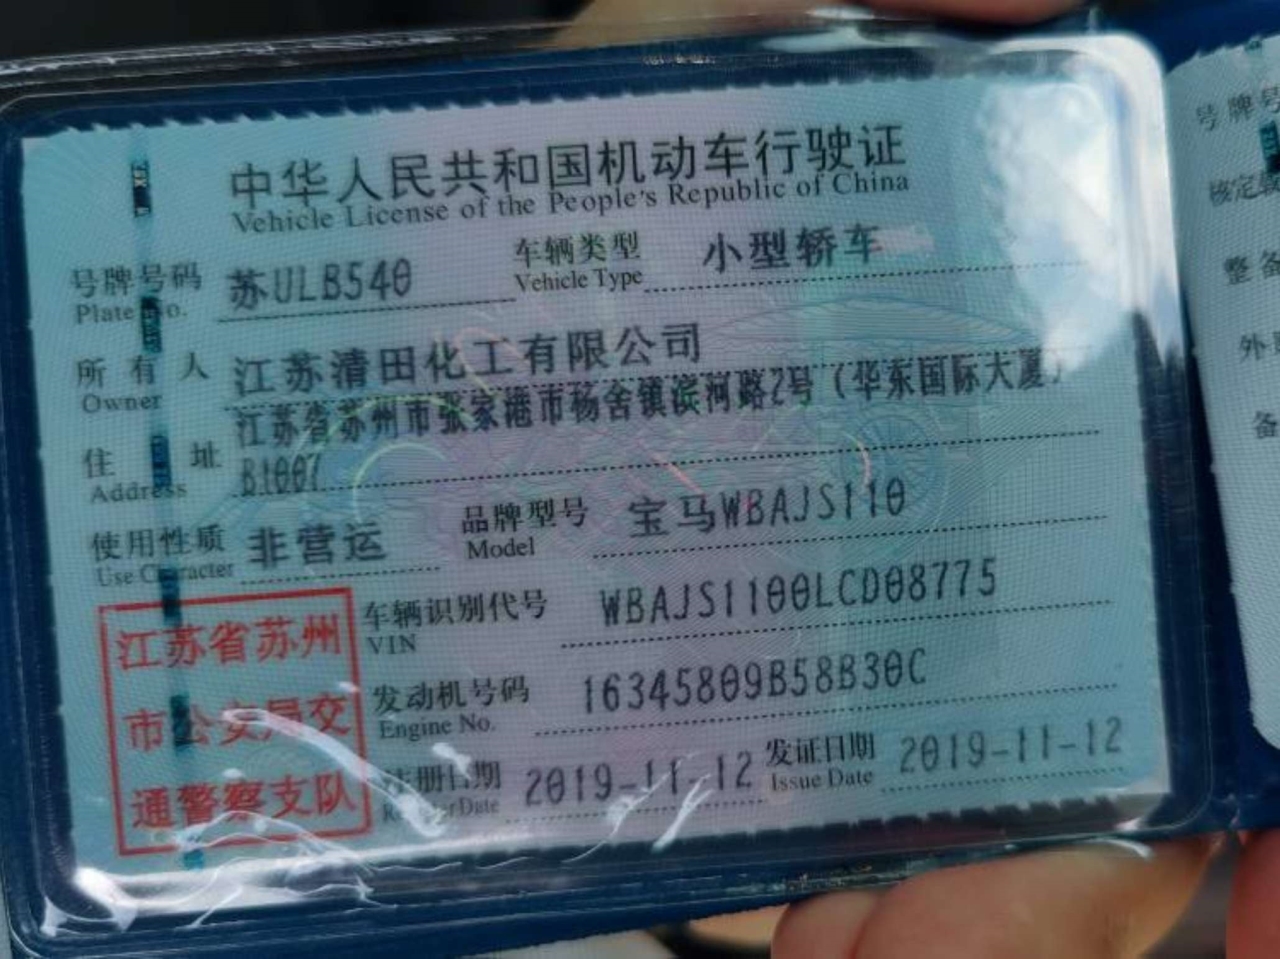 中华人民共和国机动车行驶证
Vehicle License of the People's Republic of China
号牌号码 苏ULB540 车辆类型 小型轿车
Plate No. Vehicle Type
所有人 江苏清田化工有限公司
Owner
江苏省苏州市张家港市杨舍镇滨河路2号（华东国际大厦）
住址 B1007
Address
使用性质 非营运 品牌型号 宝马WBAJS110
Use Character Model
江苏省苏州
市公安局交
通警察支队
车辆识别代号 WBAJS1100LCD08775
VIN
发动机号码 16345809B58B30C
Engine No.
注册日期 2019-11-12 发证日期 2019-11-12
Register Date Issue Date
号牌号
核定载
整备
外
备